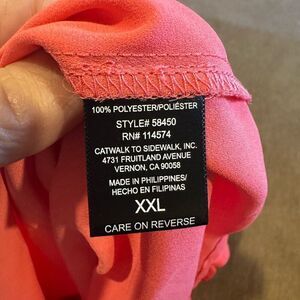 100% POLYESTER/POLIÉSTER
STYLE# 58450
RN# 114574
CATWALK TO SIDEWALK, INC.
4731 FRUITLAND AVENUE
VERNON, CA 90058
MADE IN PHILIPPINES/
HECHO EN FILIPINAS
XXL
CARE ON REVERSE